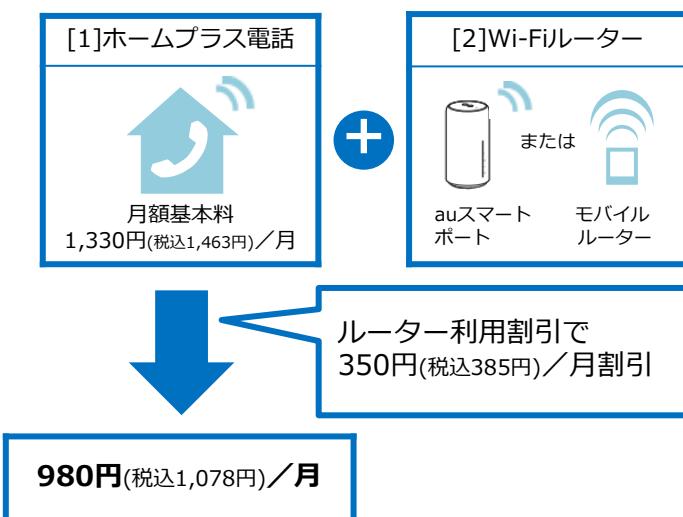 [1]ホームプラス電話
月額基本料
1,330円(税込1,463円)／月
[2]Wi-Fiルーター
または
auスマート
ポート
モバイル
ルーター
ルーター利用割引で
350円(税込385円)／月割引
980円(税込1,078円)／月